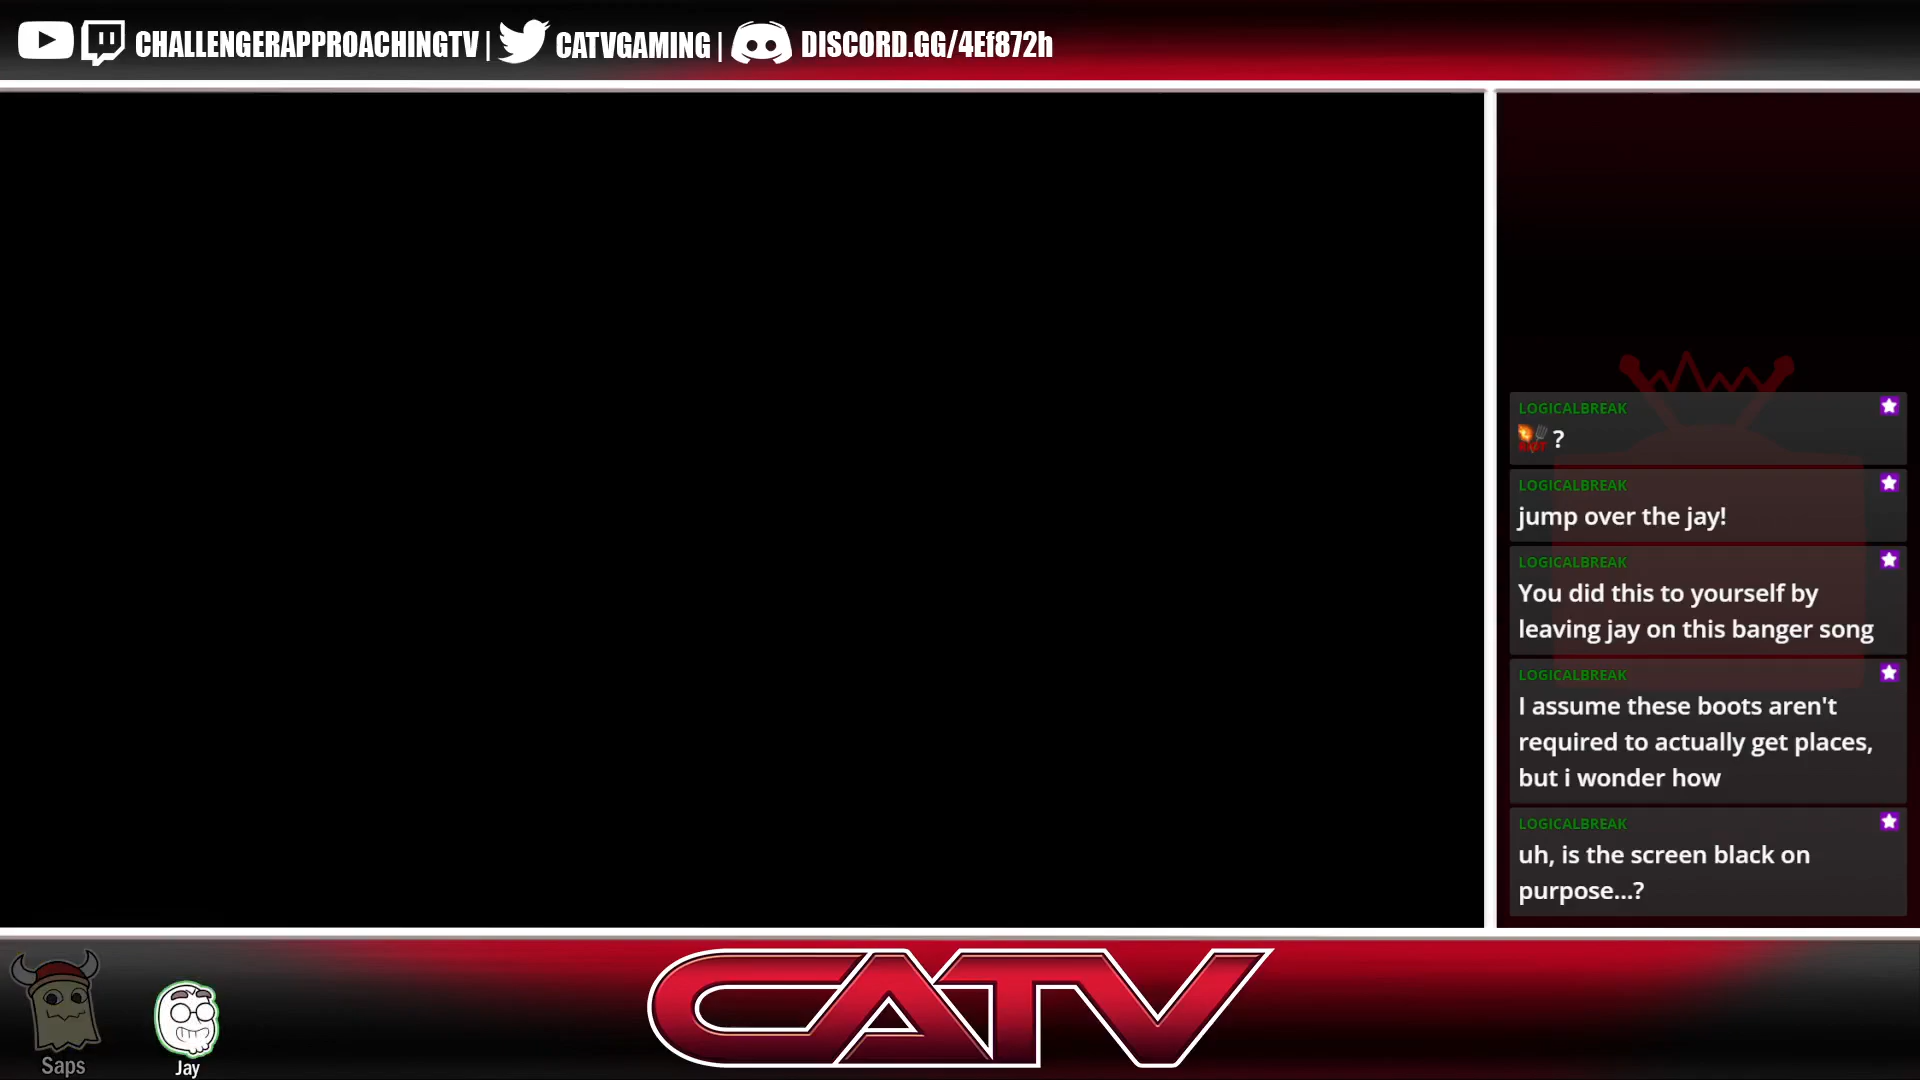 CHALLENGERAPPROACHINGTV | CATVGAMING | DISCORD.GG/4Ef872h
LOGICALBREAK
?
LOGICALBREAK
jump over the jay!
LOGICALBREAK
You did this to yourself by
leaving jay on this banger song
LOGICALBREAK
I assume these boots aren't
required to actually get places,
but i wonder how
LOGICALBREAK
uh, is the screen black on
purpose...?
Saps
Jay
CATV